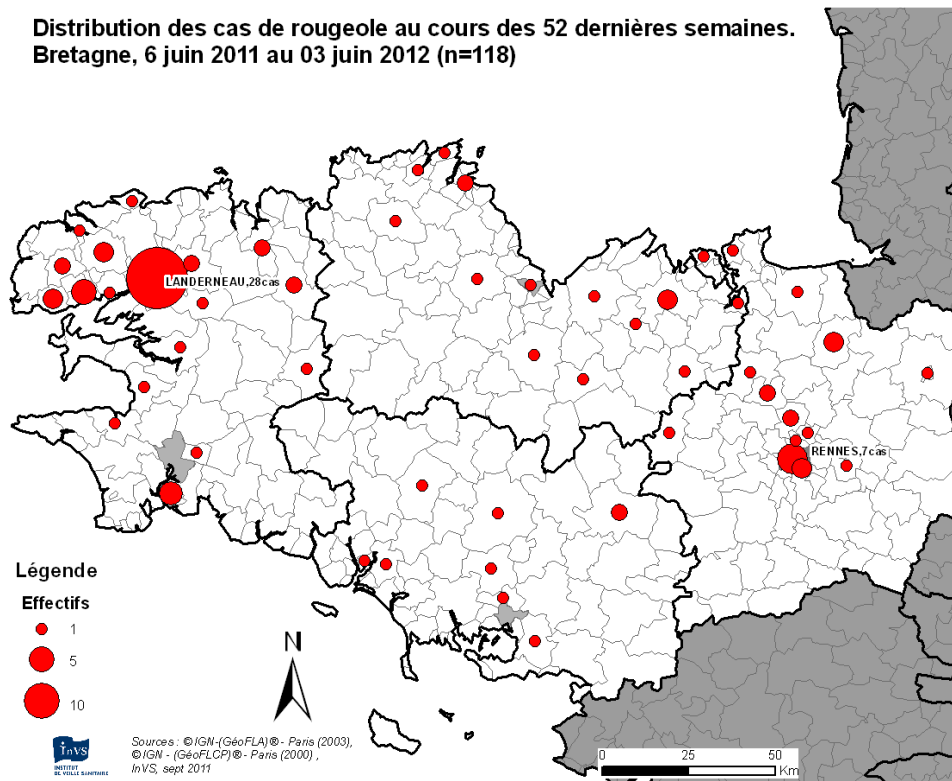 Distribution des cas de rougeole au cours des 52 dernières semaines.
Bretagne, 6 juin 2011 au 03 juin 2012 (n=118)
LANDERNEAU,28cas
RENNES,7cas
Légende
Effectifs
1
5
10
N
InVS
INSTITUT
DE VEILLE SANITAIRE
Sources : ©IGN-(GéoFLA)®- Paris (2003),
©IGN - (GéoFLCP)®- Paris (2000) ,
InVS, sept 2011
0 25 50
Km